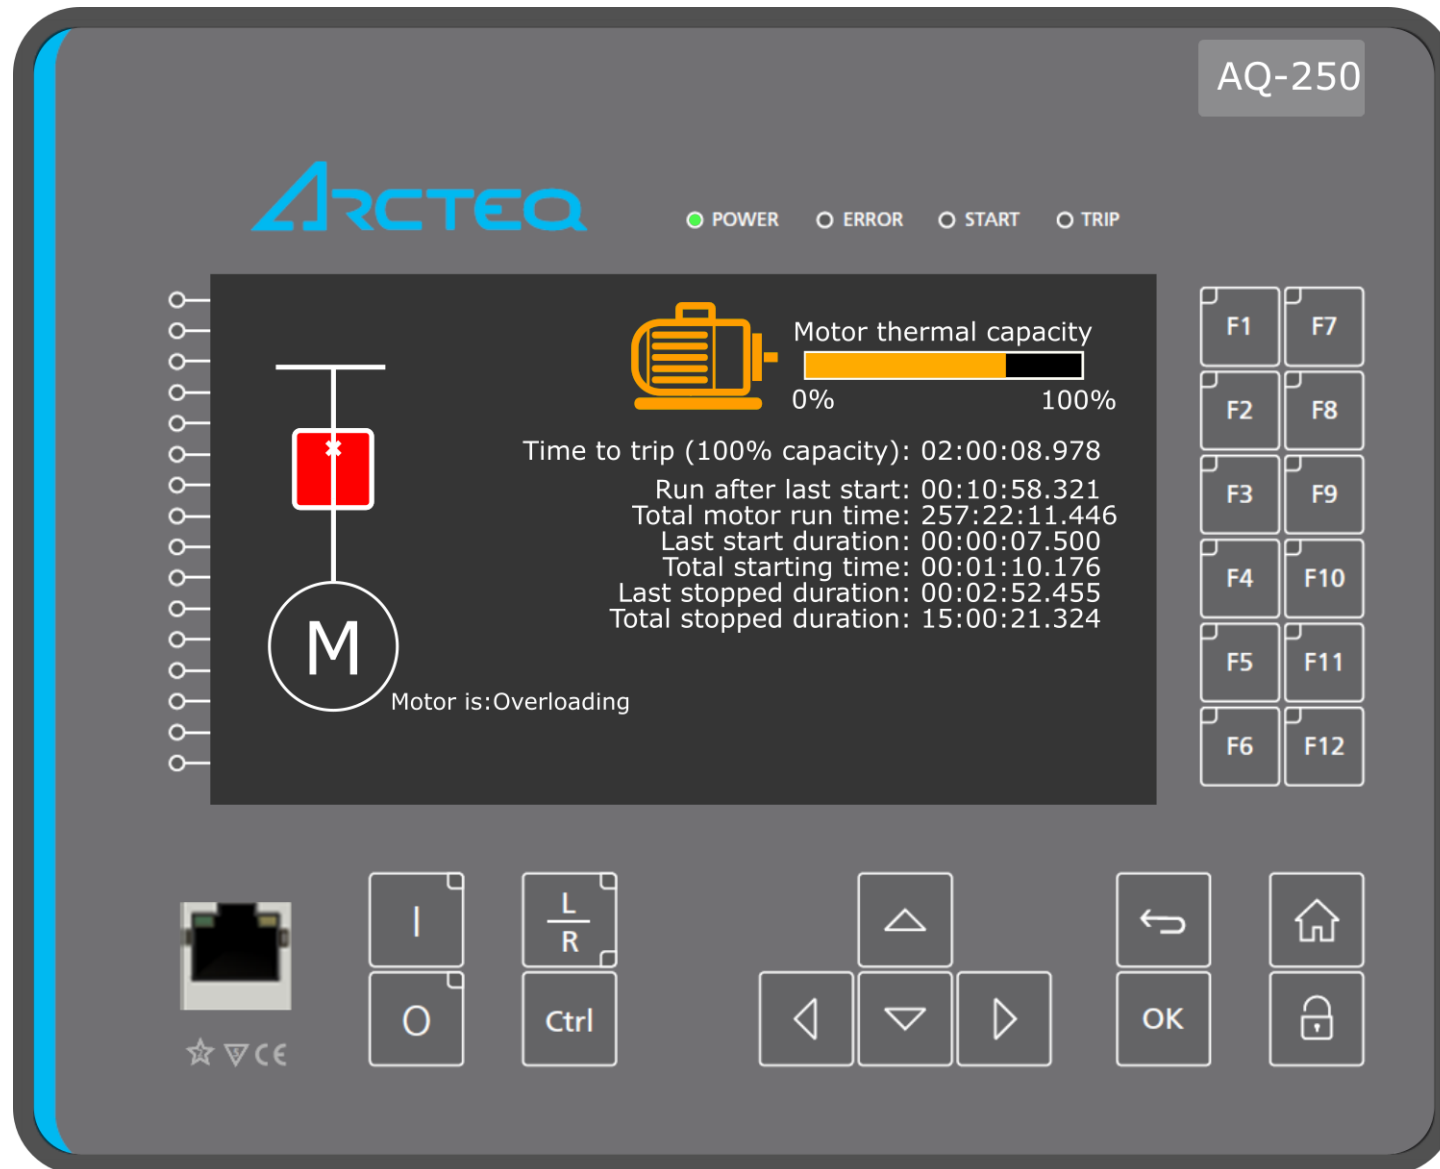 AQ-250
ARCTEQ
POWER ERROR START TRIP
Motor thermal capacity
0% 100%
Time to trip (100% capacity): 02:00:08.978
Run after last start: 00:10:58.321
Total motor run time: 257:22:11.446
Last start duration: 00:00:07.500
Total starting time: 00:01:10.176
Last stopped duration: 00:02:52.455
Total stopped duration: 15:00:21.324
M
Motor is:Overloading
F1 F7
F2 F8
F3 F9
F4 F10
F5 F11
F6 F12
I
L
R
O
Ctrl
OK
CE